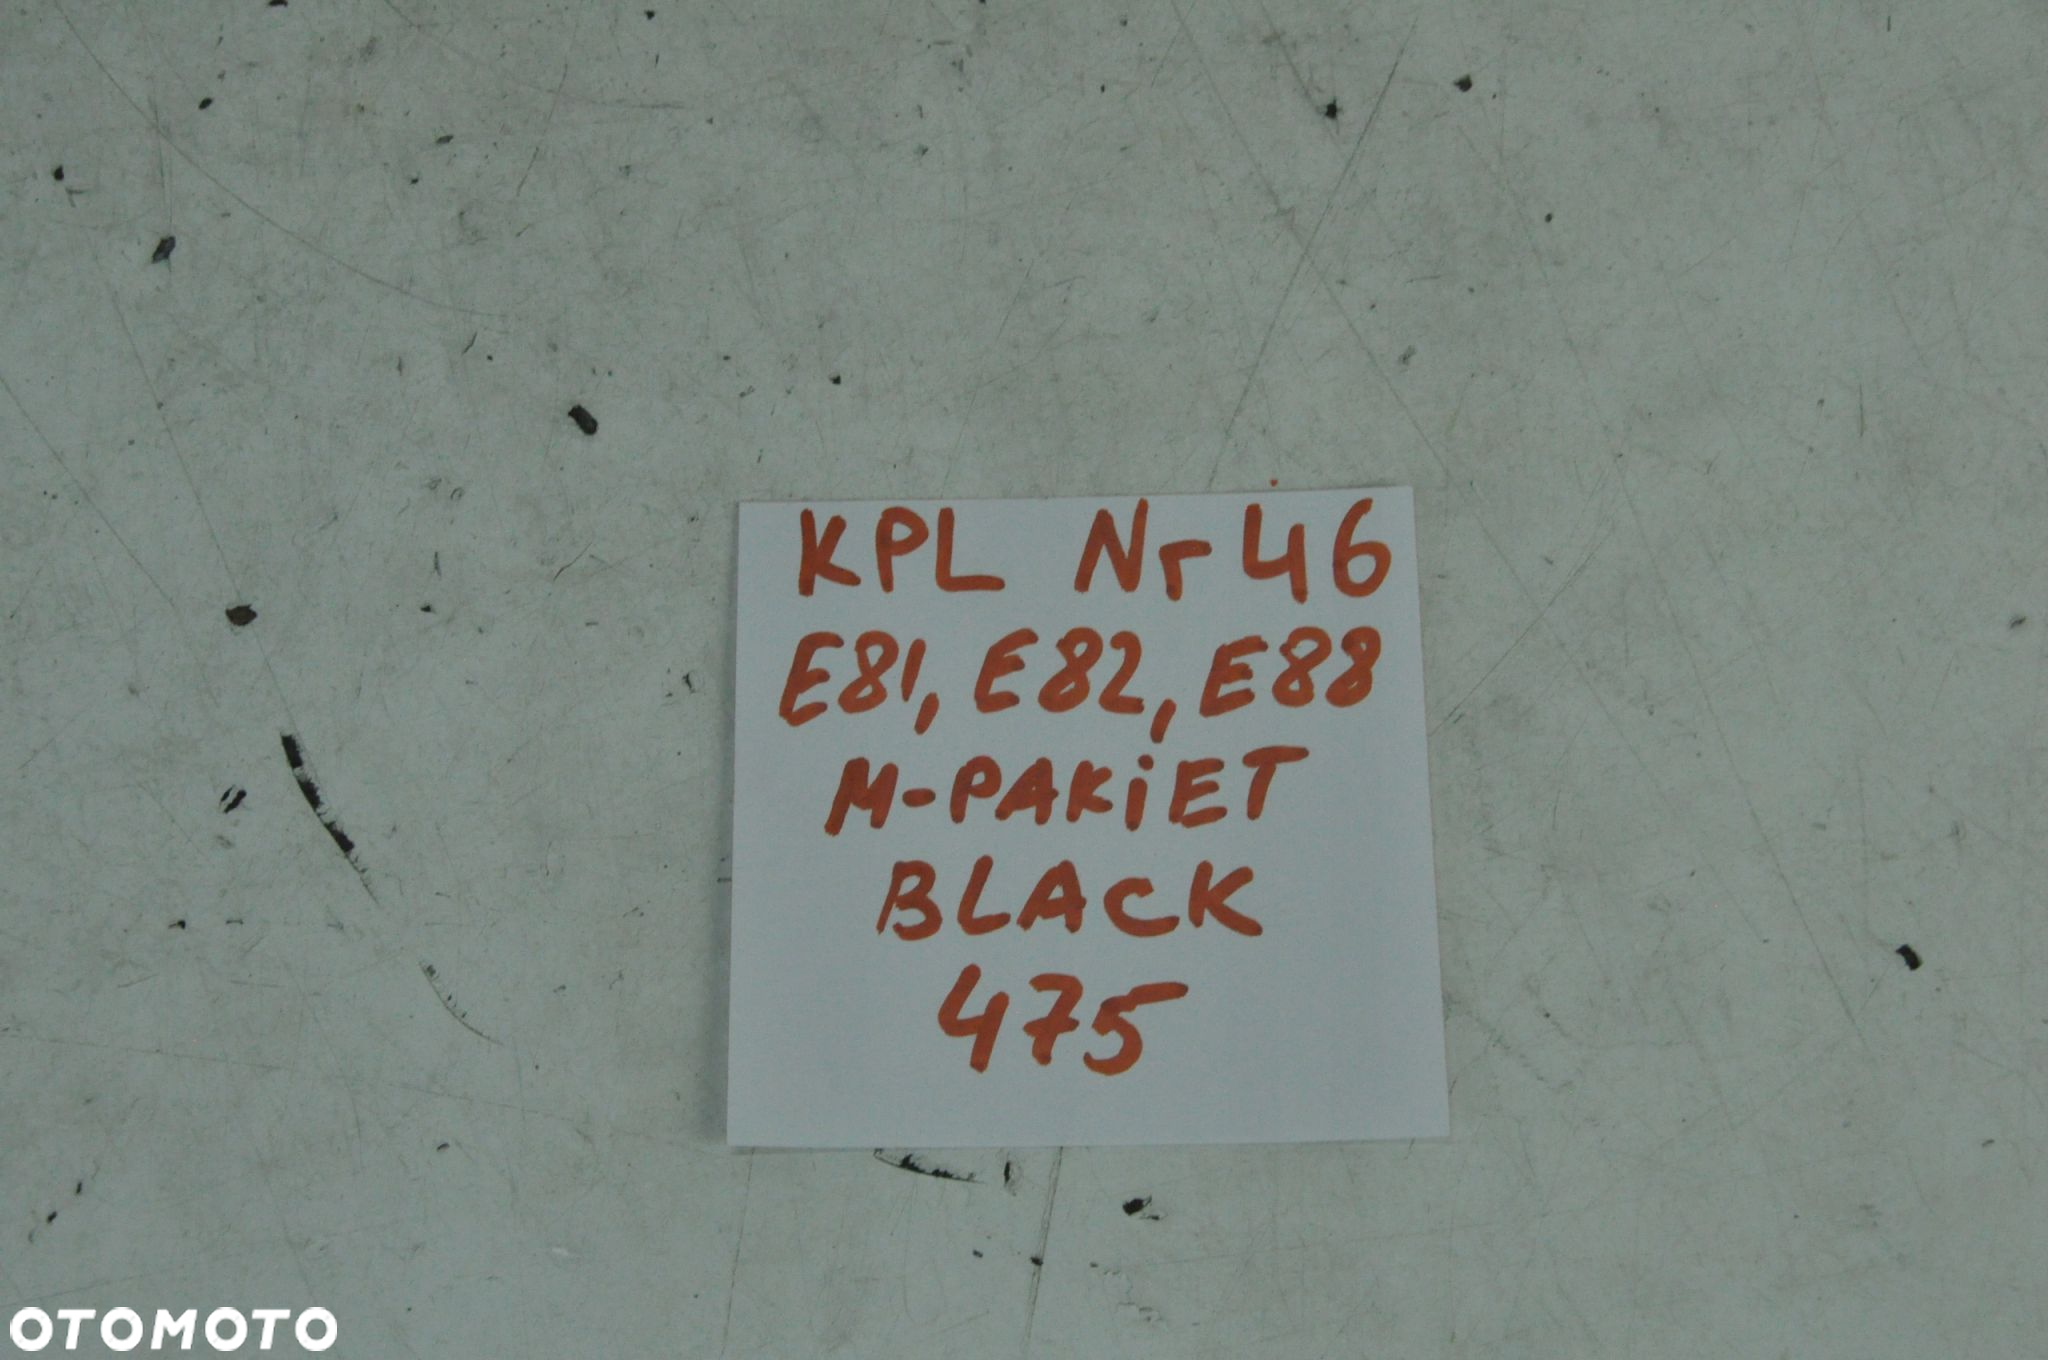 KPL Nr 46
E81, E82, E88
M-PAKiET
BLACK
475
OTOMOTO